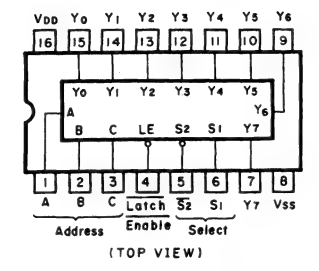 VDD Y0 Y1 Y2 Y3 Y4 Y5 Y6
16 15 14 13 12 11 10 9
Y0 Y1 Y2 Y3 Y4 Y5
A Y6
B C LE S2 S1 Y7
1 2 3 4 5 6 7 8
A B C Latch S2 S1 Y7 VSS
Address Enable Select
(TOP VIEW)